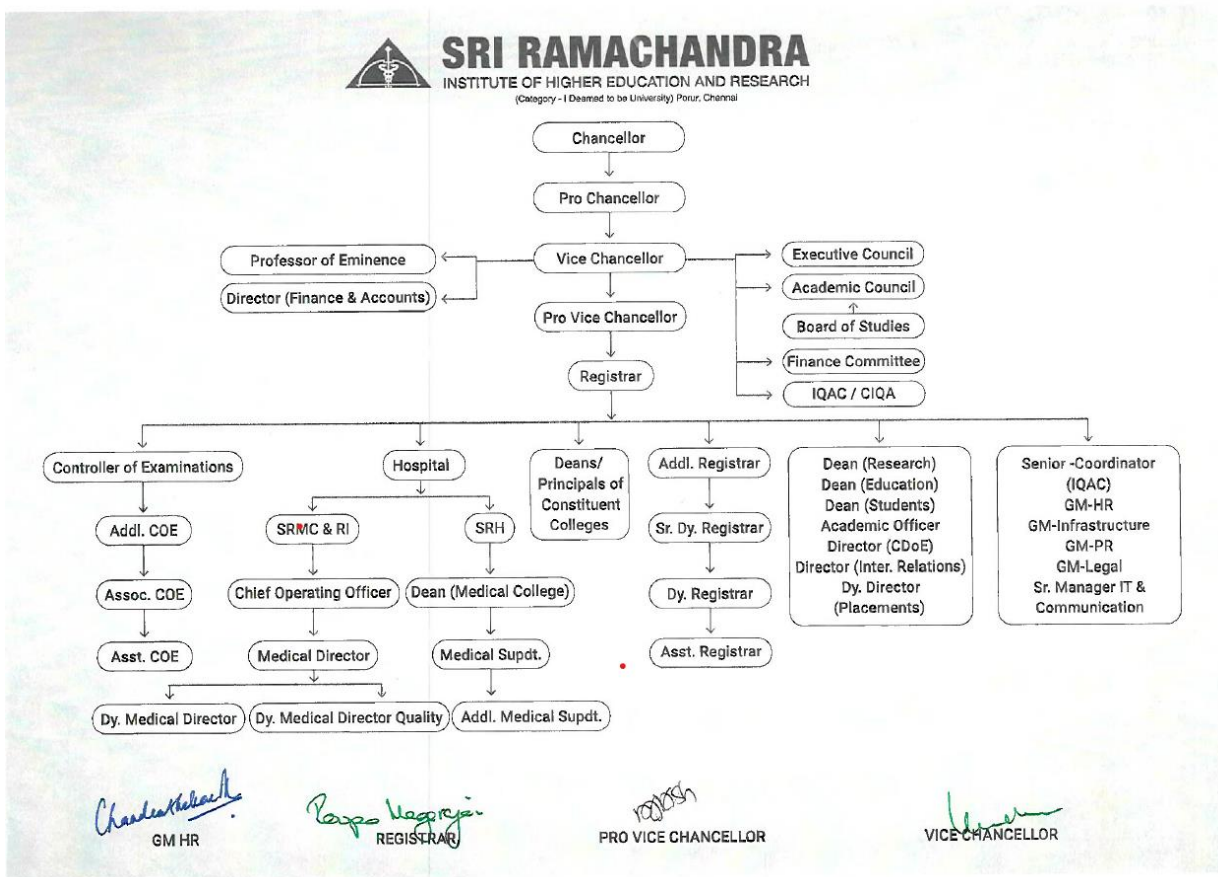 SRI RAMACHANDRA
INSTITUTE OF HIGHER EDUCATION AND RESEARCH
(Category - I Deemed to be University) Porur, Chennai
Chancellor
Pro Chancellor
Vice Chancellor
Professor of Eminence
Director (Finance & Accounts)
Executive Council
Academic Council
Board of Studies
Finance Committee
IQAC / CIQA
Pro Vice Chancellor
Registrar
Controller of Examinations
Addl. COE
Assoc. COE
Asst. COE
Hospital
SRMC & RI
Chief Operating Officer
Medical Director
Dy. Medical Director
Dy. Medical Director Quality
SRH
Dean (Medical College)
Medical Supdt.
Addl. Medical Supdt.
Deans/
Principals of
Constituent
Colleges
Addl. Registrar
Sr. Dy. Registrar
Dy. Registrar
Asst. Registrar
Dean (Research)
Dean (Education)
Dean (Students)
Academic Officer
Director (CDoE)
Director (Inter. Relations)
Dy. Director
(Placements)
Senior -Coordinator
(IQAC)
GM-HR
GM-Infrastructure
GM-PR
GM-Legal
Sr. Manager IT &
Communication
GM HR
REGISTRAR
PRO VICE CHANCELLOR
VICE CHANCELLOR